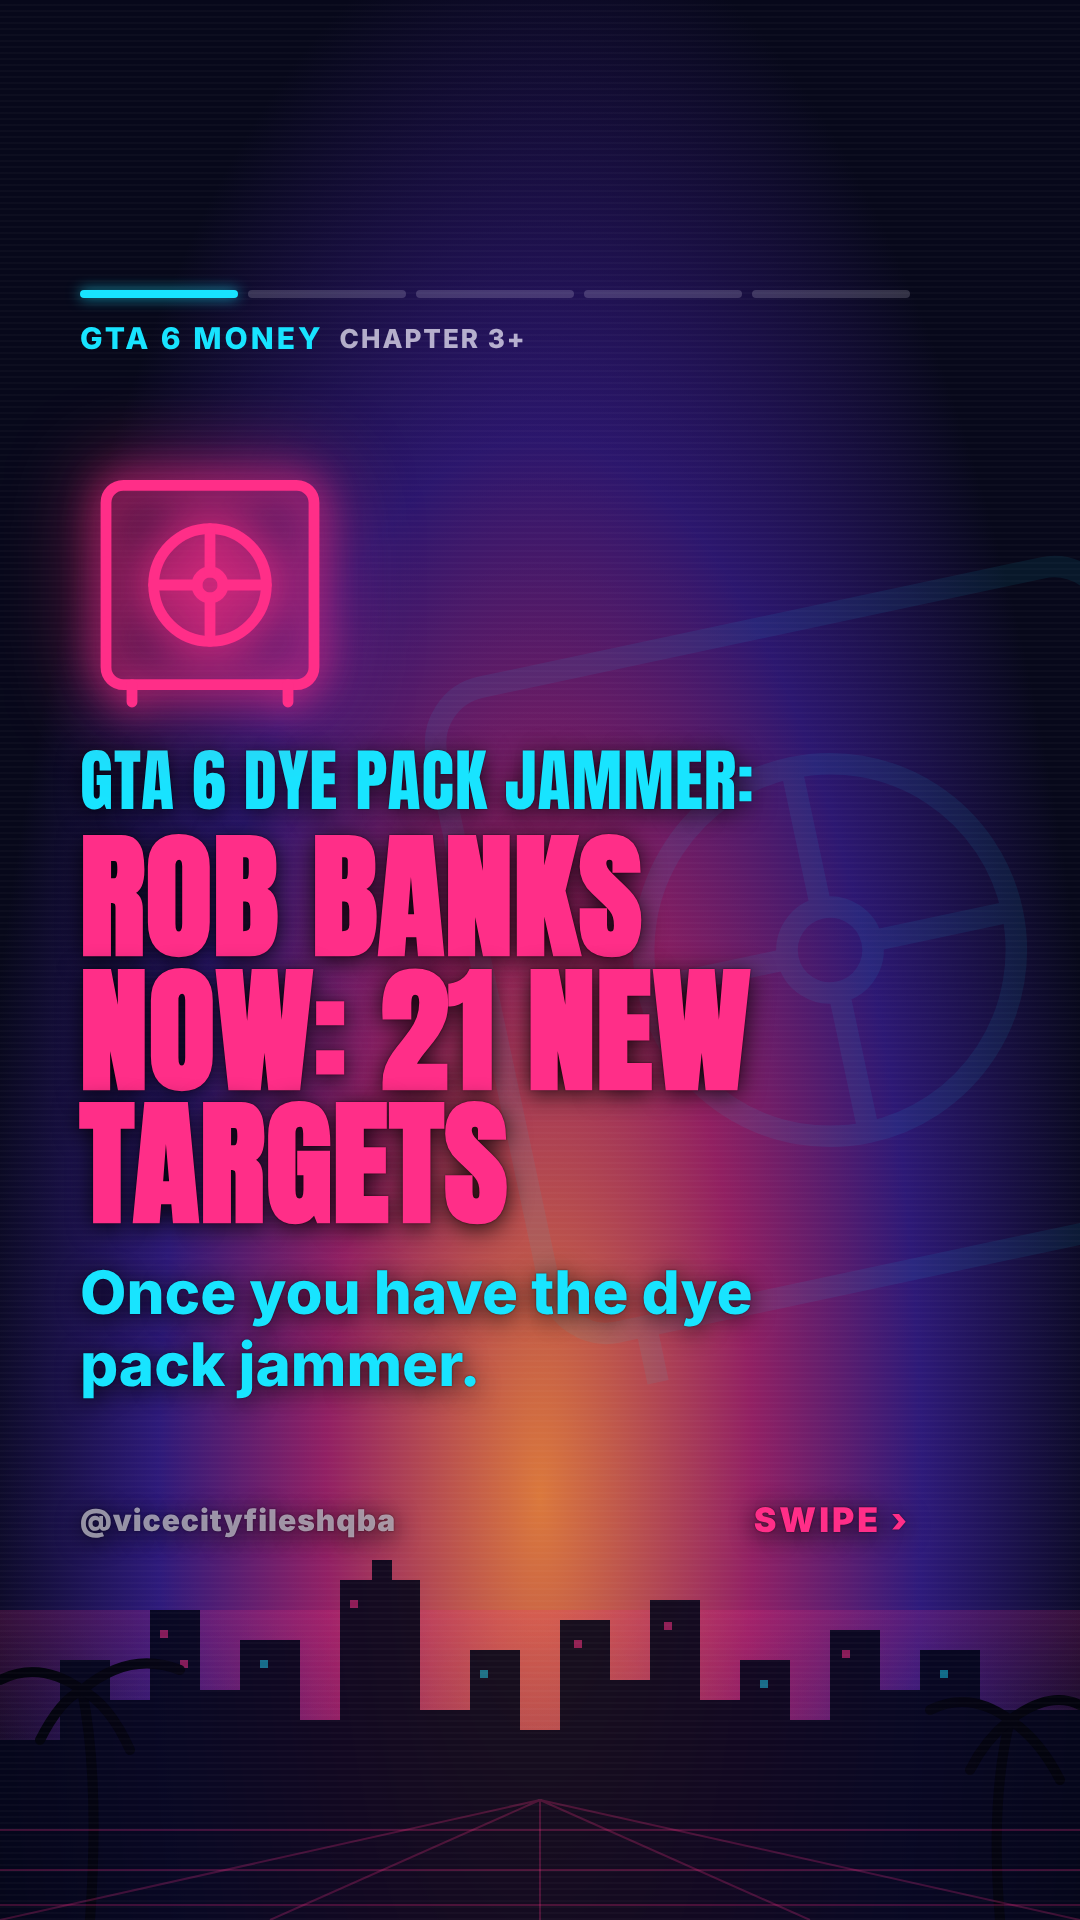 GTA 6 MONEY CHAPTER 3+
GTA 6 DYE PACK JAMMER:
ROB BANKS
NOW: 21 NEW
TARGETS
Once you have the dye
pack jammer.
@vicecityfileshqba
SWIPE ›